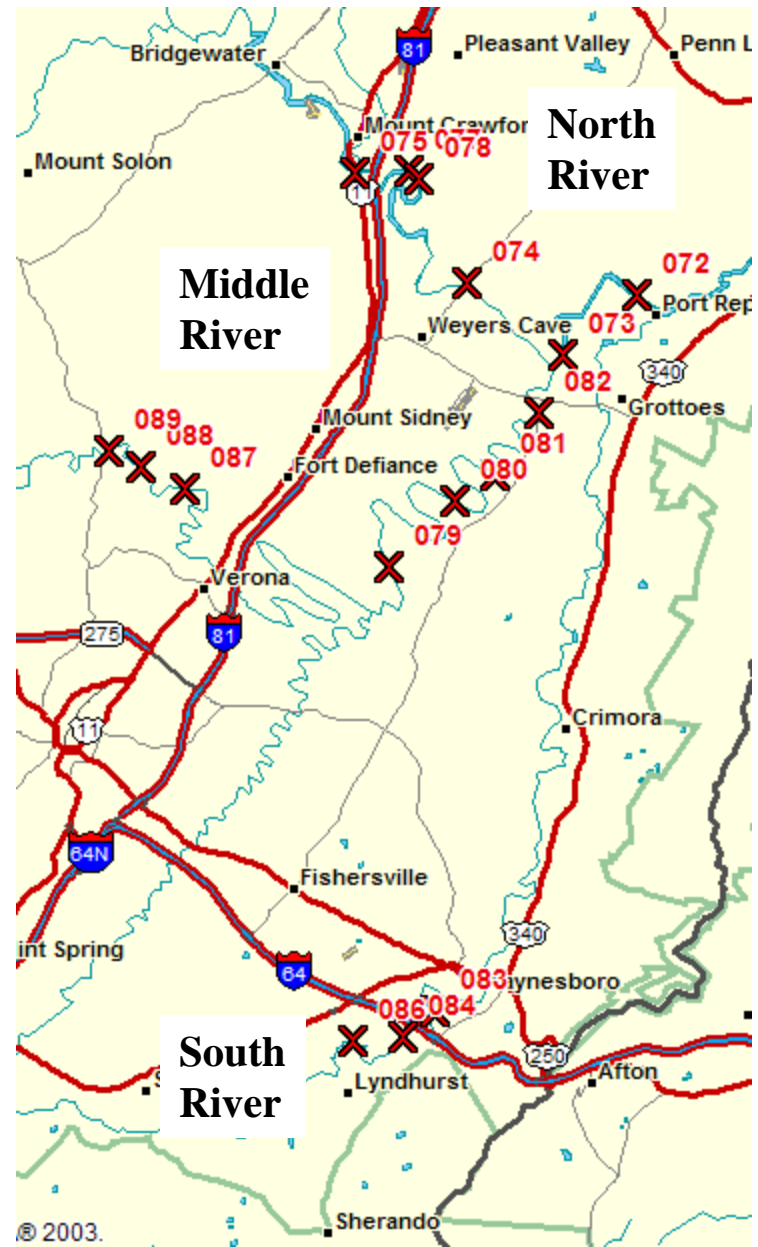 Bridgewater
81
Pleasant Valley
Penn L
Mount Crawfor
North
River
075
078
Mount Solon
11
074
072
Middle
River
Port Rep
073
Weyers Cave
340
082
Grottoes
Mount Sidney
081
089
088
087
Fort Defiance
080
079
Verona
81
275
Crimora
11
64N
Fishersville
340
int Spring
64
083
aynesboro
086
084
South
River
250
Afton
S
Lyndhurst
Sherando
® 2003.